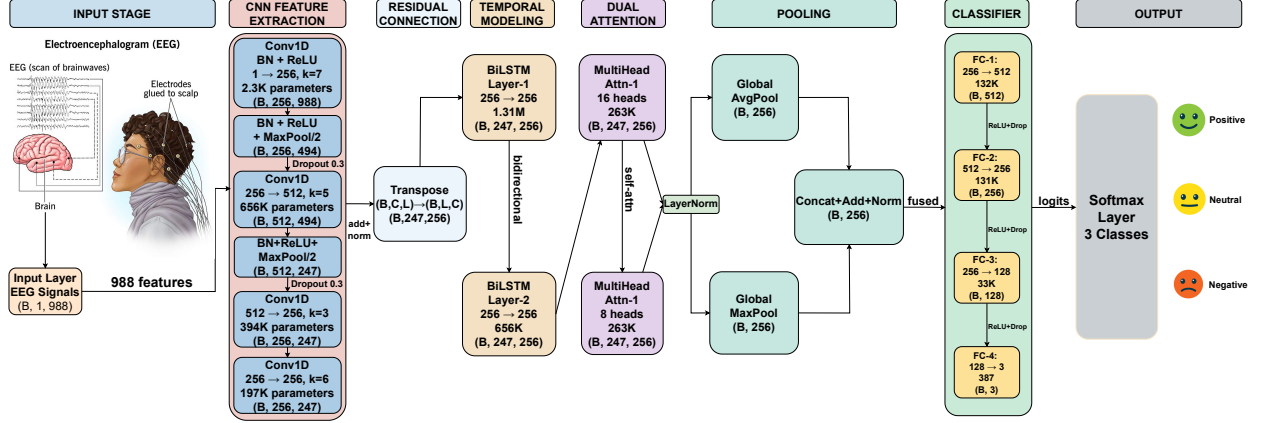 INPUT STAGE
CNN FEATURE
EXTRACTION
RESIDUAL
CONNECTION
TEMPORAL
MODELING
DUAL
ATTENTION
POOLING
CLASSIFIER
OUTPUT
Electroencephalogram (EEG)
EEG (scan of brainwaves)
Electrodes
glued to scalp
Brain
Input Layer
EEG Signals
(B, 1, 988)
988 features
Conv1D
BN + ReLU
1 → 256, k=7
2.3K parameters
(B, 256, 988)
BN + ReLU
+ MaxPool/2
(B, 256, 494)
Dropout 0.3
Conv1D
256 → 512, k=5
656K parameters
(B, 512, 494)
BN+ReLU+
MaxPool/2
(B, 512, 247)
Dropout 0.3
Conv1D
512 → 256, k=3
394K parameters
(B, 256, 247)
Conv1D
256 → 256, k=6
197K parameters
(B, 256, 247)
add+
norm
Transpose
(B,C,L)→(B,L,C)
(B,247,256)
BiLSTM
Layer-1
256 → 256
1.31M
(B, 247, 256)
bidirectional
BiLSTM
Layer-2
256 → 256
656K
(B, 247, 256)
MultiHead
Attn-1
16 heads
263K
(B, 247, 256)
self-attn
MultiHead
Attn-1
8 heads
263K
(B, 247, 256)
LayerNorm
Global
AvgPool
(B, 256)
Global
MaxPool
(B, 256)
Concat+Add+Norm
(B, 256)
fused
FC-1:
256 → 512
132K
(B, 512)
ReLU+Drop
FC-2:
512 → 256
131K
(B, 256)
ReLU+Drop
FC-3:
256 → 128
33K
(B, 128)
ReLU+Drop
FC-4:
128 → 3
387
(B, 3)
logits
Softmax
Layer
3 Classes
Positive
Neutral
Negative